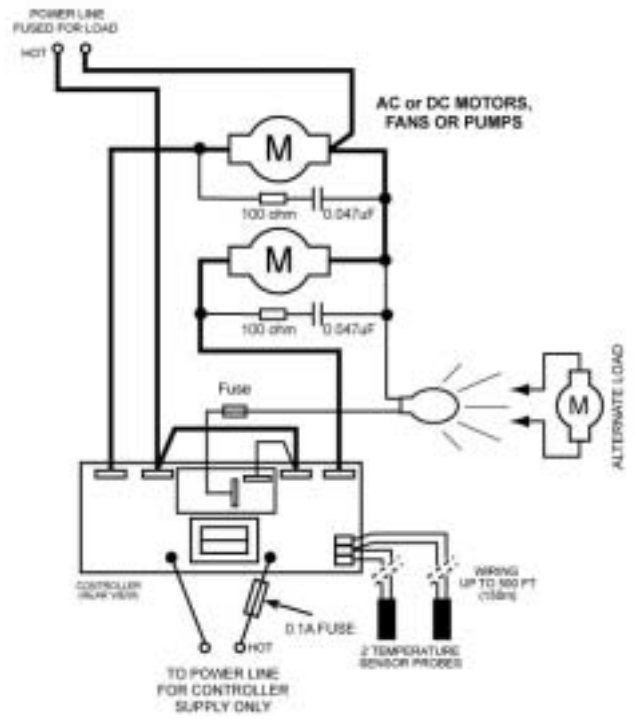 POWER LINE
FUSED FOR LOAD
HOT
AC or DC MOTORS,
FANS OR PUMPS
M
100 ohm
0.047uF
M
100 ohm
0.047uF
Fuse
M
ALTERNATE LOAD
CONTROLLER
(REAR VIEW)
WIRING
UP TO 500 FT
(150m)
0.1A FUSE
HOT
2 TEMPERATURE
SENSOR PROBES
TO POWER LINE
FOR CONTROLLER
SUPPLY ONLY